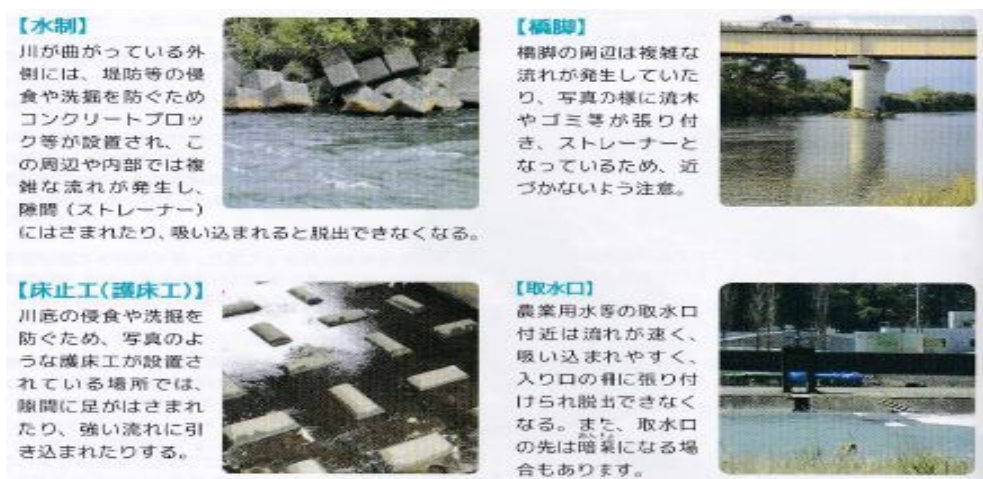 【水制】
川が曲がっている外
側には、堤防等の侵
食や洗掘を防ぐため
コンクリートブロッ
ク等が設置され、こ
の周辺や内部では複
雑な流れが発生し、
隙間（ストレーナー）
にはさまれたり、吸い込まれると脱出できなくなる。
【橋脚】
橋脚の周辺は複雑な
流れが発生していた
り、写真の様に流木
やゴミ等が張り付
き、ストレーナーと
なっているため、近
づかないよう注意。
【床止工(護床工)】
川底の侵食や洗掘を
防ぐため、写真のよ
うな護床工が設置さ
れている場所では、
隙間に足がはさまれ
たり、強い流れに引
き込まれたりする。
【取水口】
農業用水等の取水口
付近は流れが速く、
吸い込まれやすく、
入り口の柵に張り付
けられ脱出できなく
なる。また、取水口
あんきょ
の先は暗渠になる場
合もあります。